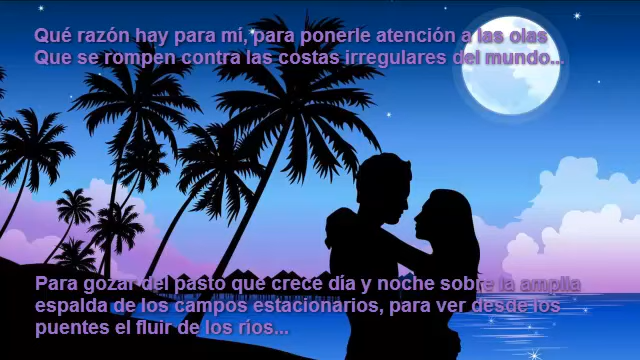 Qué razón hay para mí, para ponerle atención a las olas
Que se rompen contra las costas irregulares del mundo...
Para gozar del pasto que crece día y noche sobre la amplia
espalda de los campos estacionarios, para ver desde los
puentes el fluir de los ríos...